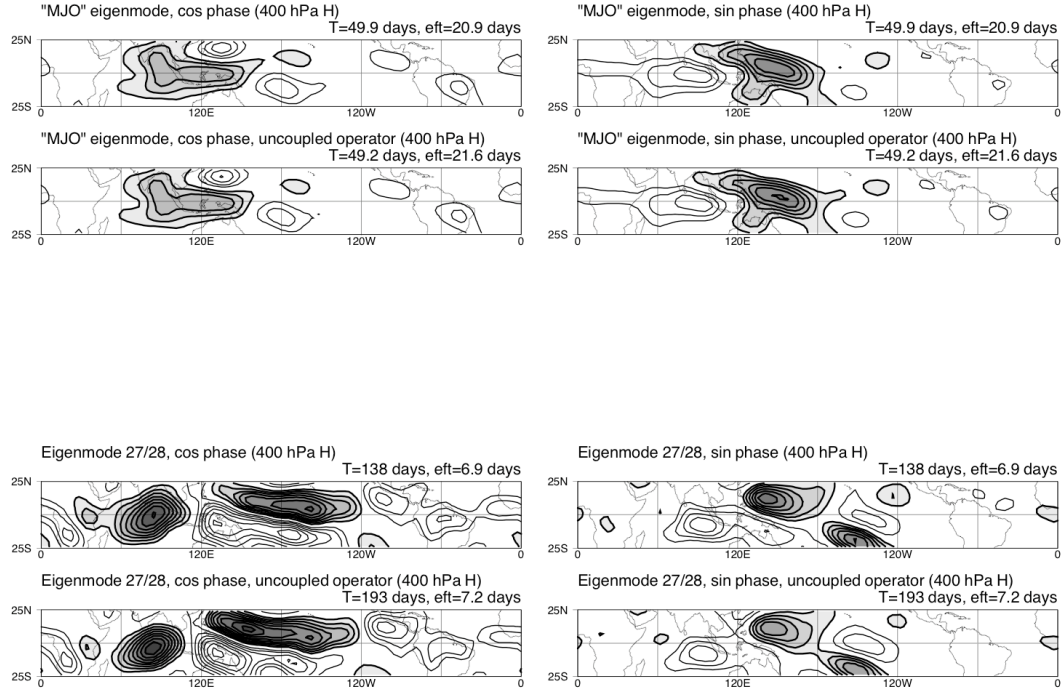 "MJO" eigenmode, cos phase (400 hPa H)
T=49.9 days, eft=20.9 days
25N
25S
0 120E 120W 0
"MJO" eigenmode, sin phase (400 hPa H)
T=49.9 days, eft=20.9 days
25N
25S
0 120E 120W 0
"MJO" eigenmode, cos phase, uncoupled operator (400 hPa H)
T=49.2 days, eft=21.6 days
25N
25S
0 120E 120W 0
"MJO" eigenmode, sin phase, uncoupled operator (400 hPa H)
T=49.2 days, eft=21.6 days
25N
25S
0 120E 120W 0
Eigenmode 27/28, cos phase (400 hPa H)
T=138 days, eft=6.9 days
25N
25S
0 120E 120W 0
Eigenmode 27/28, sin phase (400 hPa H)
T=138 days, eft=6.9 days
25N
25S
0 120E 120W 0
Eigenmode 27/28, cos phase, uncoupled operator (400 hPa H)
T=193 days, eft=7.2 days
25N
25S
0 120E 120W 0
Eigenmode 27/28, sin phase, uncoupled operator (400 hPa H)
T=193 days, eft=7.2 days
25N
25S
0 120E 120W 0